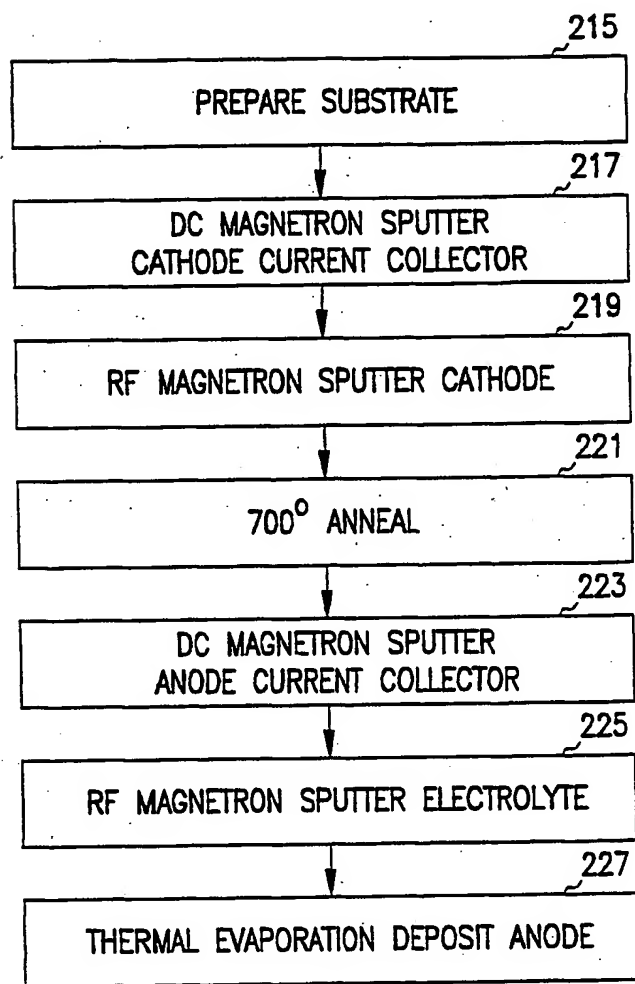 215
PREPARE SUBSTRATE
217
DC MAGNETRON SPUTTER
CATHODE CURRENT COLLECTOR
219
RF MAGNETRON SPUTTER CATHODE
221
700° ANNEAL
223
DC MAGNETRON SPUTTER
ANODE CURRENT COLLECTOR
225
RF MAGNETRON SPUTTER ELECTROLYTE
227
THERMAL EVAPORATION DEPOSIT ANODE